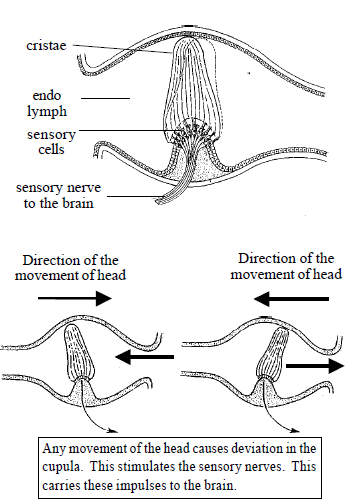 cristae
endo
lymph
sensory
cells
sensory nerve
to the brain
Direction of the
movement of head
Direction of the
movement of head
Any movement of the head causes deviation in the
cupula. This stimulates the sensory nerves. This
carries these impulses to the brain.